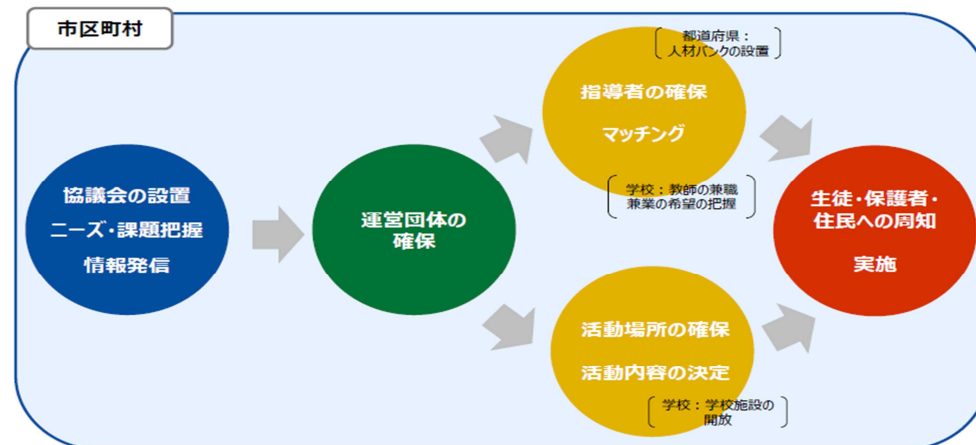 市区町村
協議会の設置
ニーズ・課題把握
情報発信
運営団体の
確保
都道府県：
人材バンクの設置
指導者の確保
マッチング
学校：教師の兼職
兼業の希望の把握
活動場所の確保
活動内容の決定
学校：学校施設の
開放
生徒・保護者・
住民への周知
実施